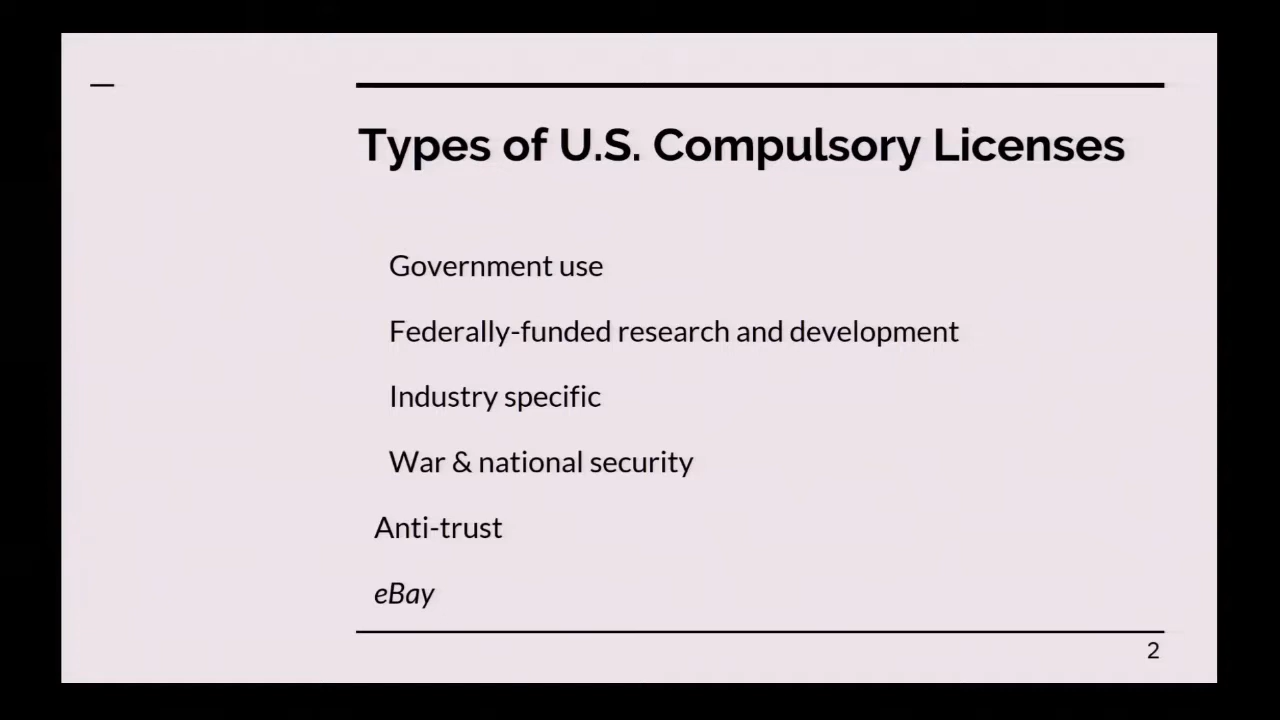 Types of U.S. Compulsory Licenses
Government use
Federally-funded research and development
Industry specific
War & national security
Anti-trust
eBay
2